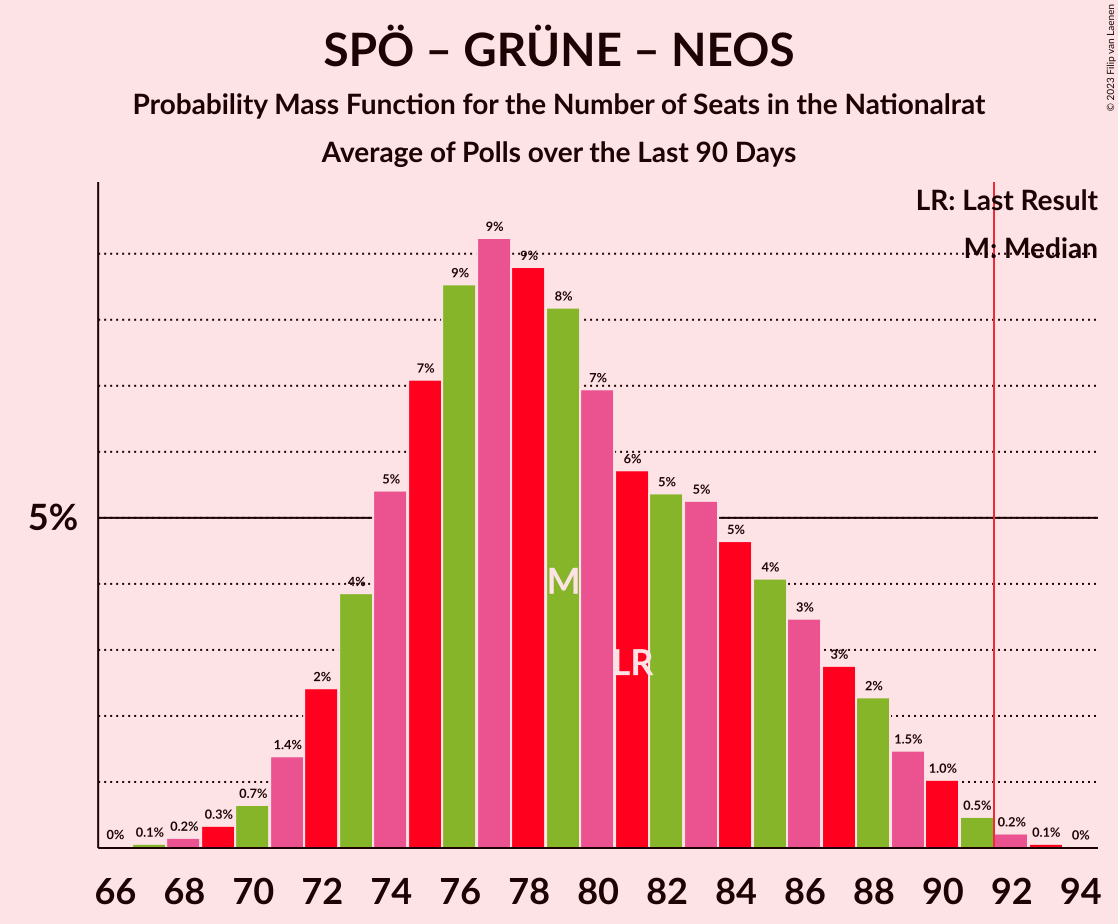 SPÖ – GRÜNE – NEOS
Probability Mass Function for the Number of Seats in the Nationalrat
Average of Polls over the Last 90 Days
© 2023 Filip van Laenen
LR: Last Result
M: Median
5%
0% 0.1% 0.2% 0.3% 0.7% 1.4% 2% 4% 5% 7% 9% 9% 9% 8% 7% 6% 5% 5% 5% 4% 3% 3% 2% 1.5% 1.0% 0.5% 0.2% 0.1% 0%
M
LR
66 68 70 72 74 76 78 80 82 84 86 88 90 92 94